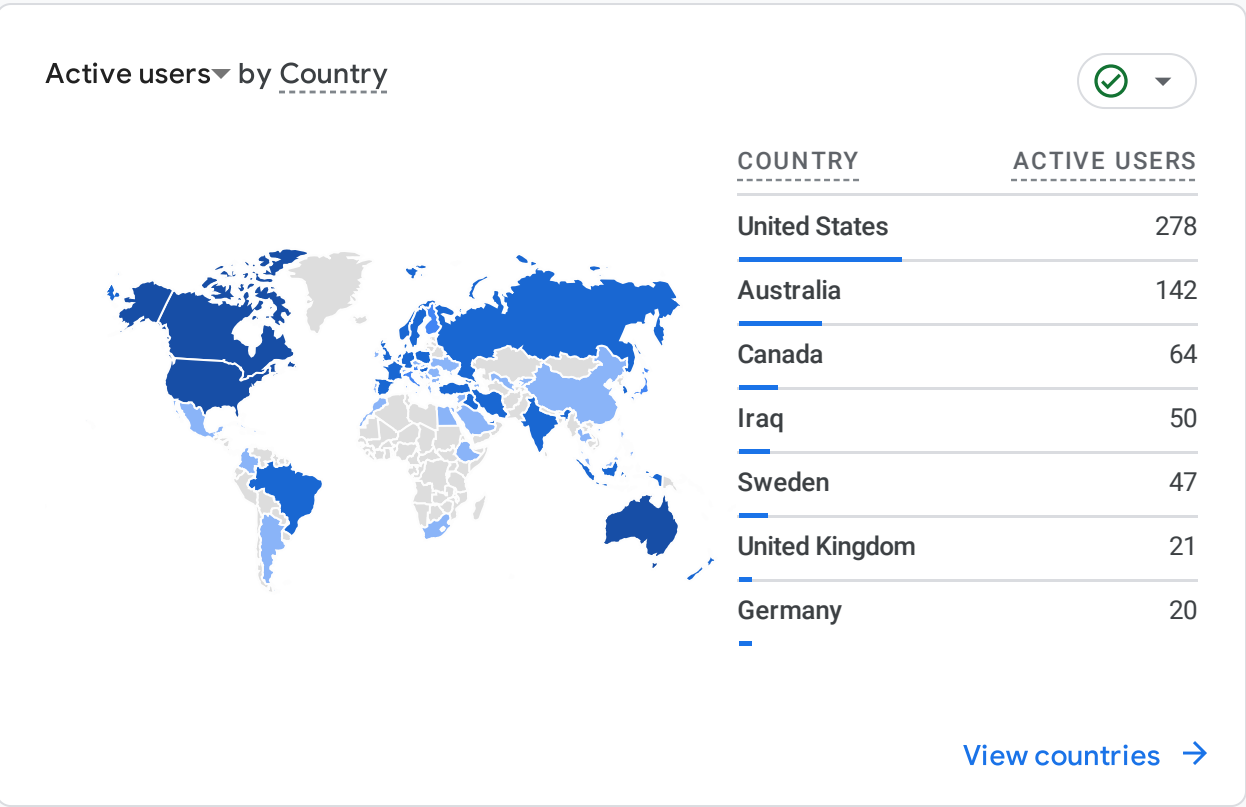 Active users by Country
COUNTRY ACTIVE USERS
United States 278
Australia 142
Canada 64
Iraq 50
Sweden 47
United Kingdom 21
Germany 20
View countries